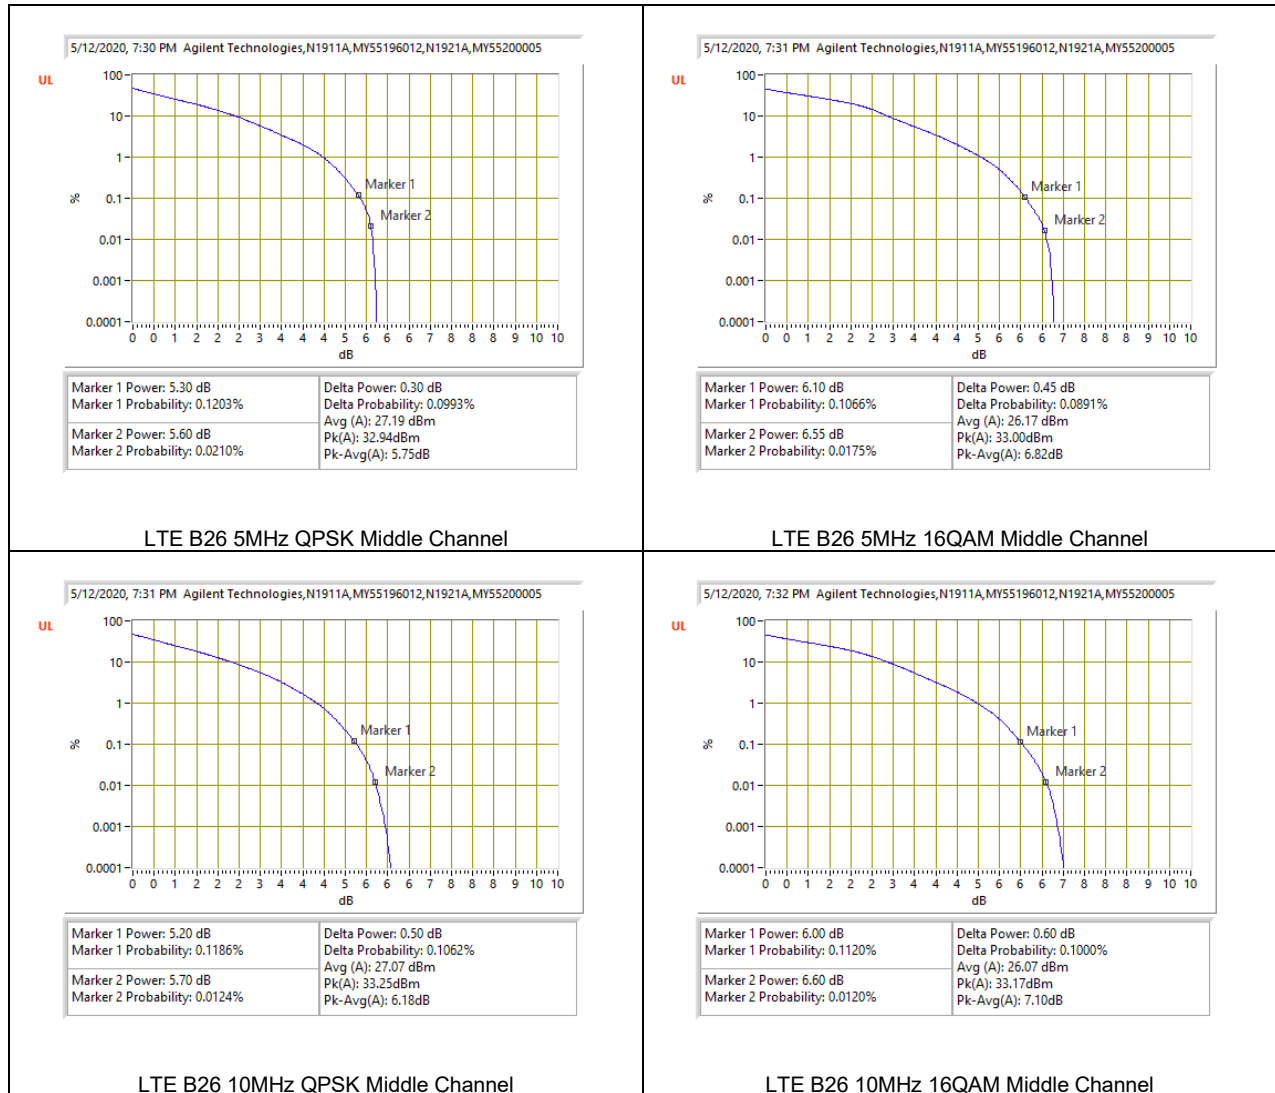 5/12/2020, 7:30 PM Agilent Technologies,N1911A,MY55196012,N1921A,MY55200005
UL
100
10
1
0.1
0.01
0.001
0.0001
%
Marker 1
Marker 2
0 0 1 2 2 2 3 4 4 5 5 6 6 6 7 8 8 9 9 10 10
dB
Marker 1 Power: 5.30 dB
Marker 1 Probability: 0.1203%
Marker 2 Power: 5.60 dB
Marker 2 Probability: 0.0210%
Delta Power: 0.30 dB
Delta Probability: 0.0993%
Avg (A): 27.19 dBm
Pk(A): 32.94dBm
Pk-Avg(A): 5.75dB
LTE B26 5MHz QPSK Middle Channel
5/12/2020, 7:31 PM Agilent Technologies,N1911A,MY55196012,N1921A,MY55200005
UL
100
10
1
0.1
0.01
0.001
0.0001
%
Marker 1
Marker 2
0 0 1 2 2 2 3 4 4 5 5 6 6 6 7 8 8 9 9 10 10
dB
Marker 1 Power: 6.10 dB
Marker 1 Probability: 0.1066%
Marker 2 Power: 6.55 dB
Marker 2 Probability: 0.0175%
Delta Power: 0.45 dB
Delta Probability: 0.0891%
Avg (A): 26.17 dBm
Pk(A): 33.00dBm
Pk-Avg(A): 6.82dB
LTE B26 5MHz 16QAM Middle Channel
5/12/2020, 7:31 PM Agilent Technologies,N1911A,MY55196012,N1921A,MY55200005
UL
100
10
1
0.1
0.01
0.001
0.0001
%
Marker 1
Marker 2
0 0 1 2 2 2 3 4 4 5 5 6 6 6 7 8 8 9 9 10 10
dB
Marker 1 Power: 5.20 dB
Marker 1 Probability: 0.1186%
Marker 2 Power: 5.70 dB
Marker 2 Probability: 0.0124%
Delta Power: 0.50 dB
Delta Probability: 0.1062%
Avg (A): 27.07 dBm
Pk(A): 33.25dBm
Pk-Avg(A): 6.18dB
LTE B26 10MHz QPSK Middle Channel
5/12/2020, 7:32 PM Agilent Technologies,N1911A,MY55196012,N1921A,MY55200005
UL
100
10
1
0.1
0.01
0.001
0.0001
%
Marker 1
Marker 2
0 0 1 2 2 2 3 4 4 5 5 6 6 6 7 8 8 9 9 10 10
dB
Marker 1 Power: 6.00 dB
Marker 1 Probability: 0.1120%
Marker 2 Power: 6.60 dB
Marker 2 Probability: 0.0120%
Delta Power: 0.60 dB
Delta Probability: 0.1000%
Avg (A): 26.07 dBm
Pk(A): 33.17dBm
Pk-Avg(A): 7.10dB
LTE B26 10MHz 16QAM Middle Channel